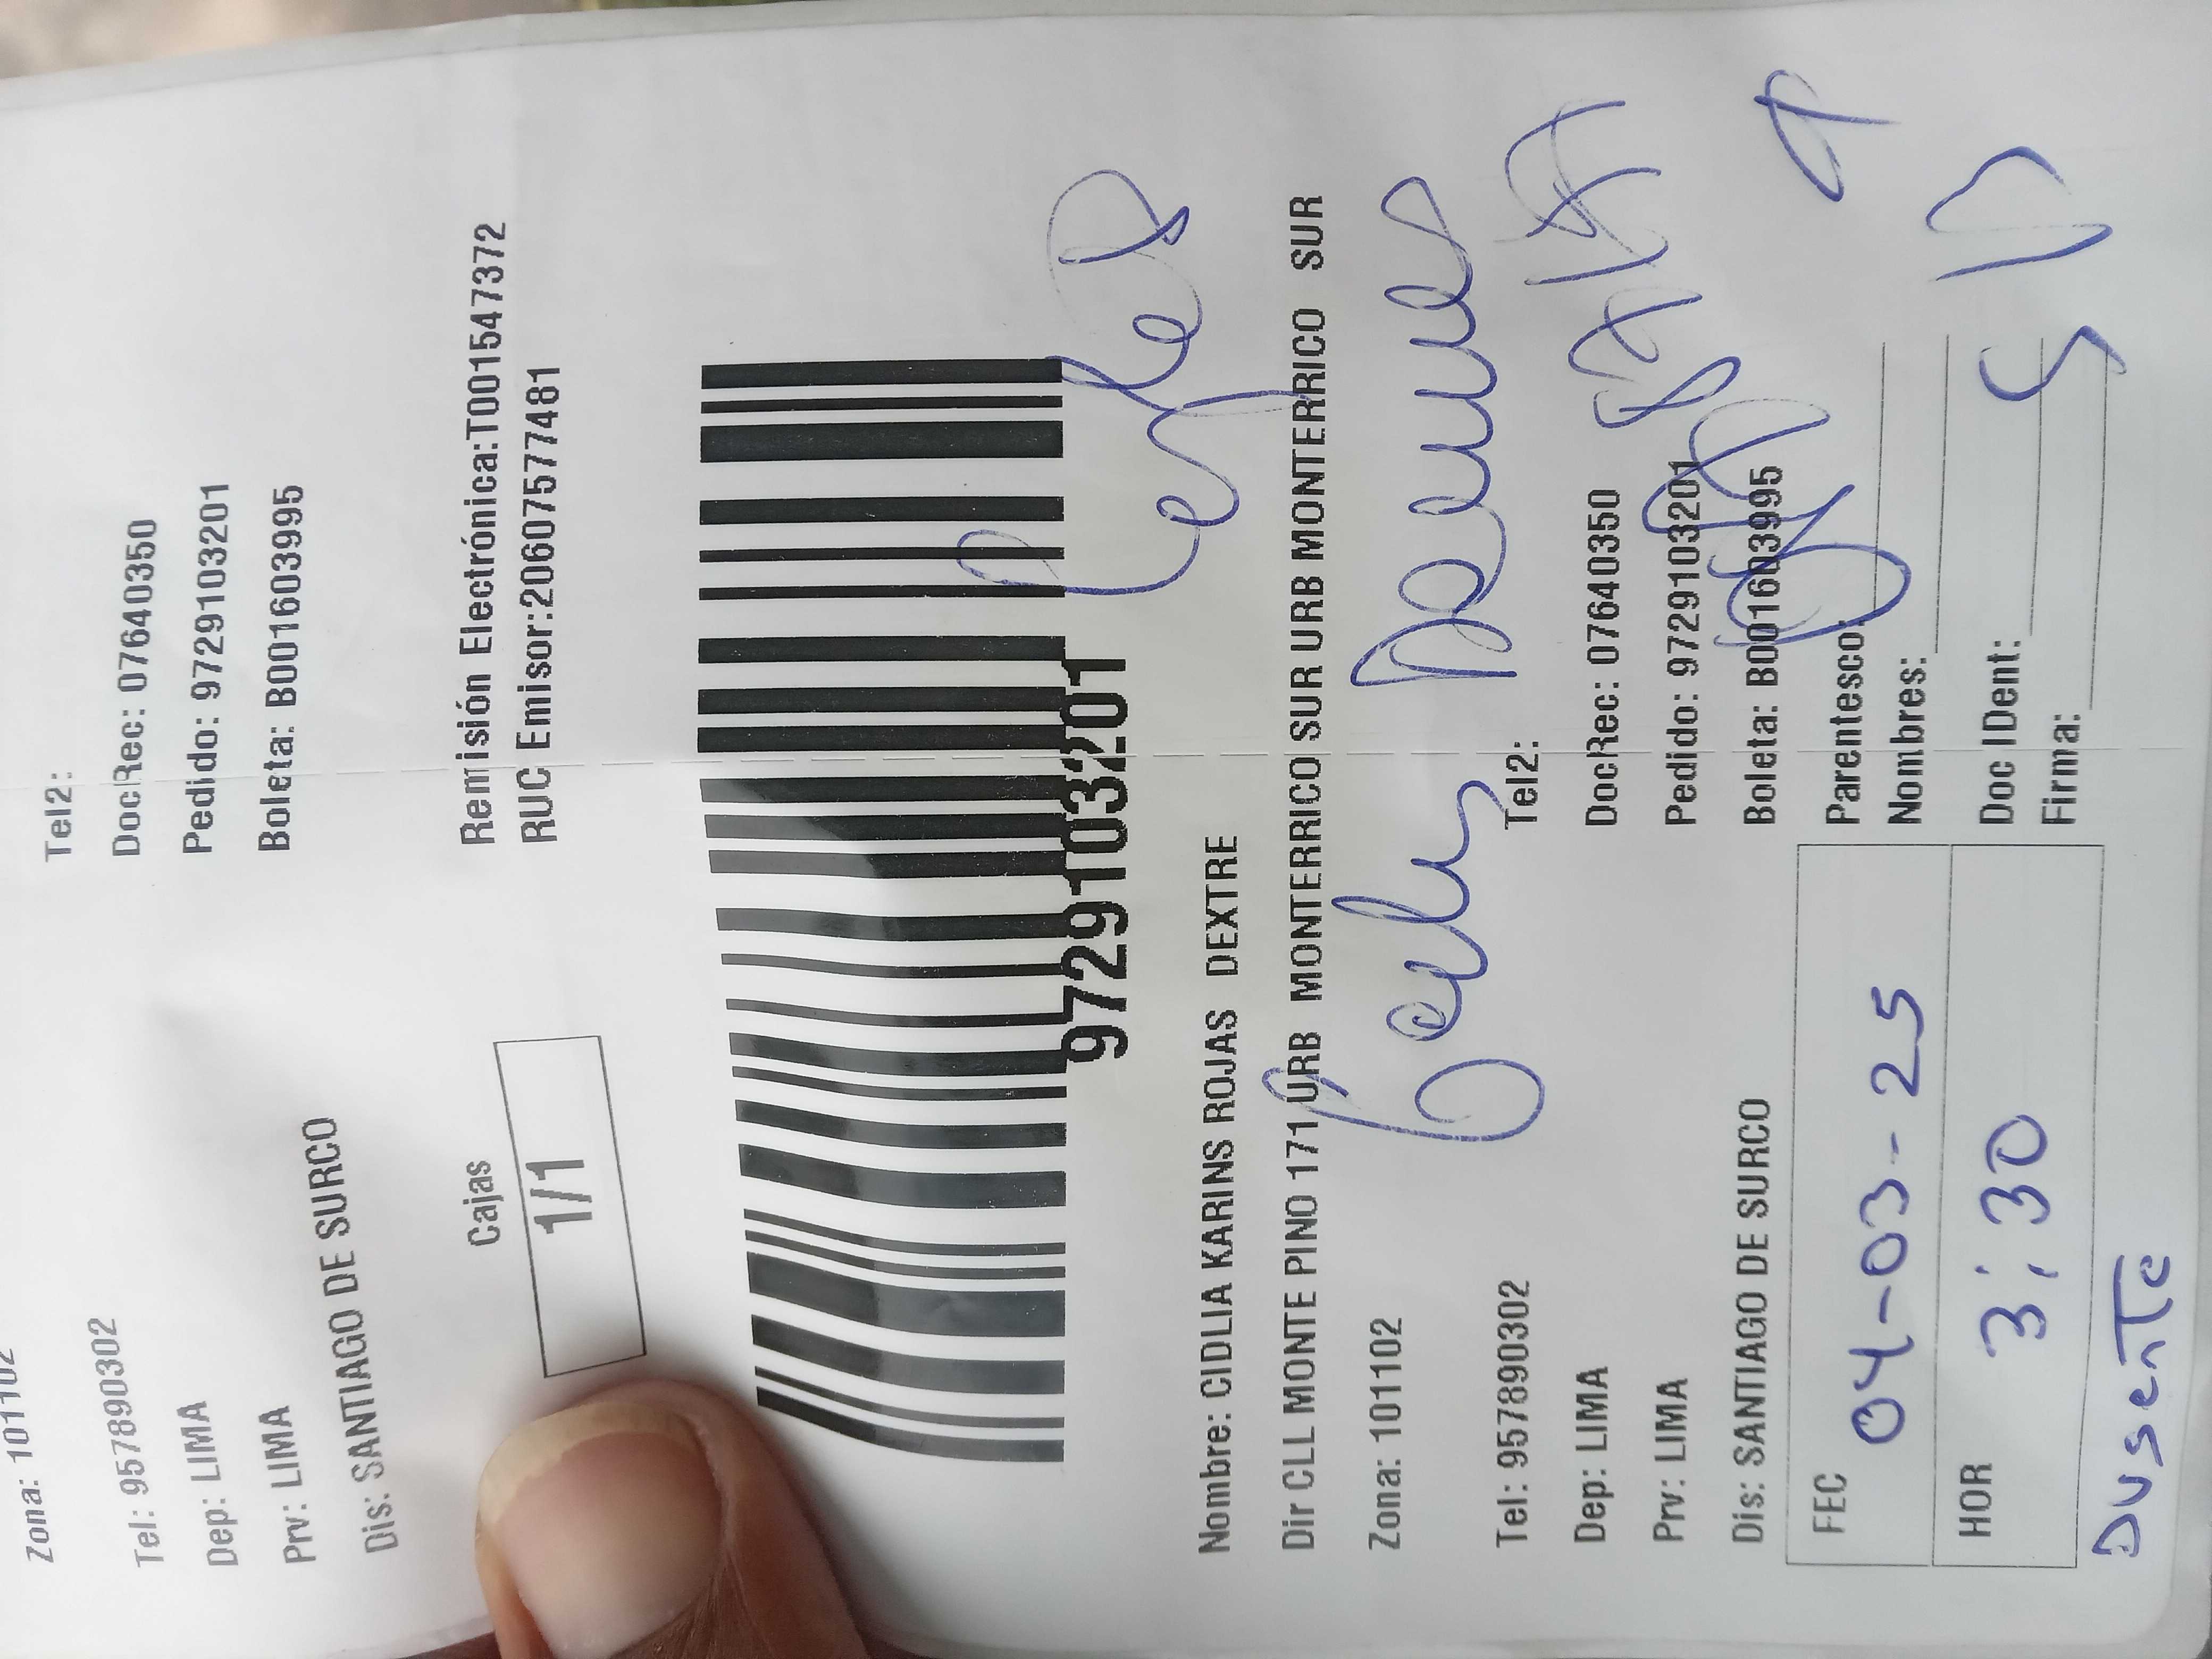 Zona: 101102
Tel: 957890302
Tel2:
Dep: LIMA
DocRec: 07640350
Prv: LIMA
Pedido: 9729103201
Dis: SANTIAGO DE SURCO
Boleta: B001603995
Cajas
1/1
Remisión Electrónica:T001547372
RUC Emisor:20607577481
9729103201
Nombre: CIDLIA KARINS ROJAS DEXTRE
Dir CLL MONTE PINO 171 URB MONTERRICO SUR URB MONTERRICO SUR
Zona: 101102
Tel: 957890302
Tel2:
Dep: LIMA
DocRec: 07640350
Prv: LIMA
Pedido: 9729103201
Dis: SANTIAGO DE SURCO
Boleta: B001603995
FEC 04-03-25
Parentesco:
Nombres:
HOR 3:30
Doc IDent:
Firma: